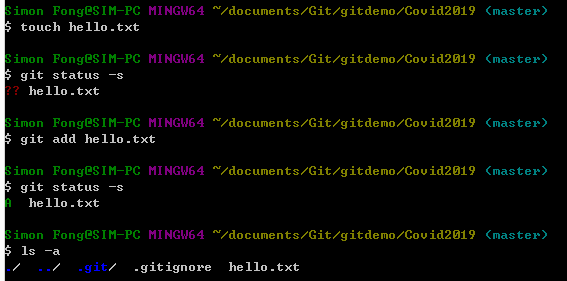 Simon Fong@SIM-PC MINGW64 ~/documents/Git/gitdemo/Covid2019 (master)
$ touch hello.txt
Simon Fong@SIM-PC MINGW64 ~/documents/Git/gitdemo/Covid2019 (master)
$ git status -s
?? hello.txt
Simon Fong@SIM-PC MINGW64 ~/documents/Git/gitdemo/Covid2019 (master)
$ git add hello.txt
Simon Fong@SIM-PC MINGW64 ~/documents/Git/gitdemo/Covid2019 (master)
$ git status -s
A  hello.txt
Simon Fong@SIM-PC MINGW64 ~/documents/Git/gitdemo/Covid2019 (master)
$ ls -a
./  ../  .git/  .gitignore  hello.txt